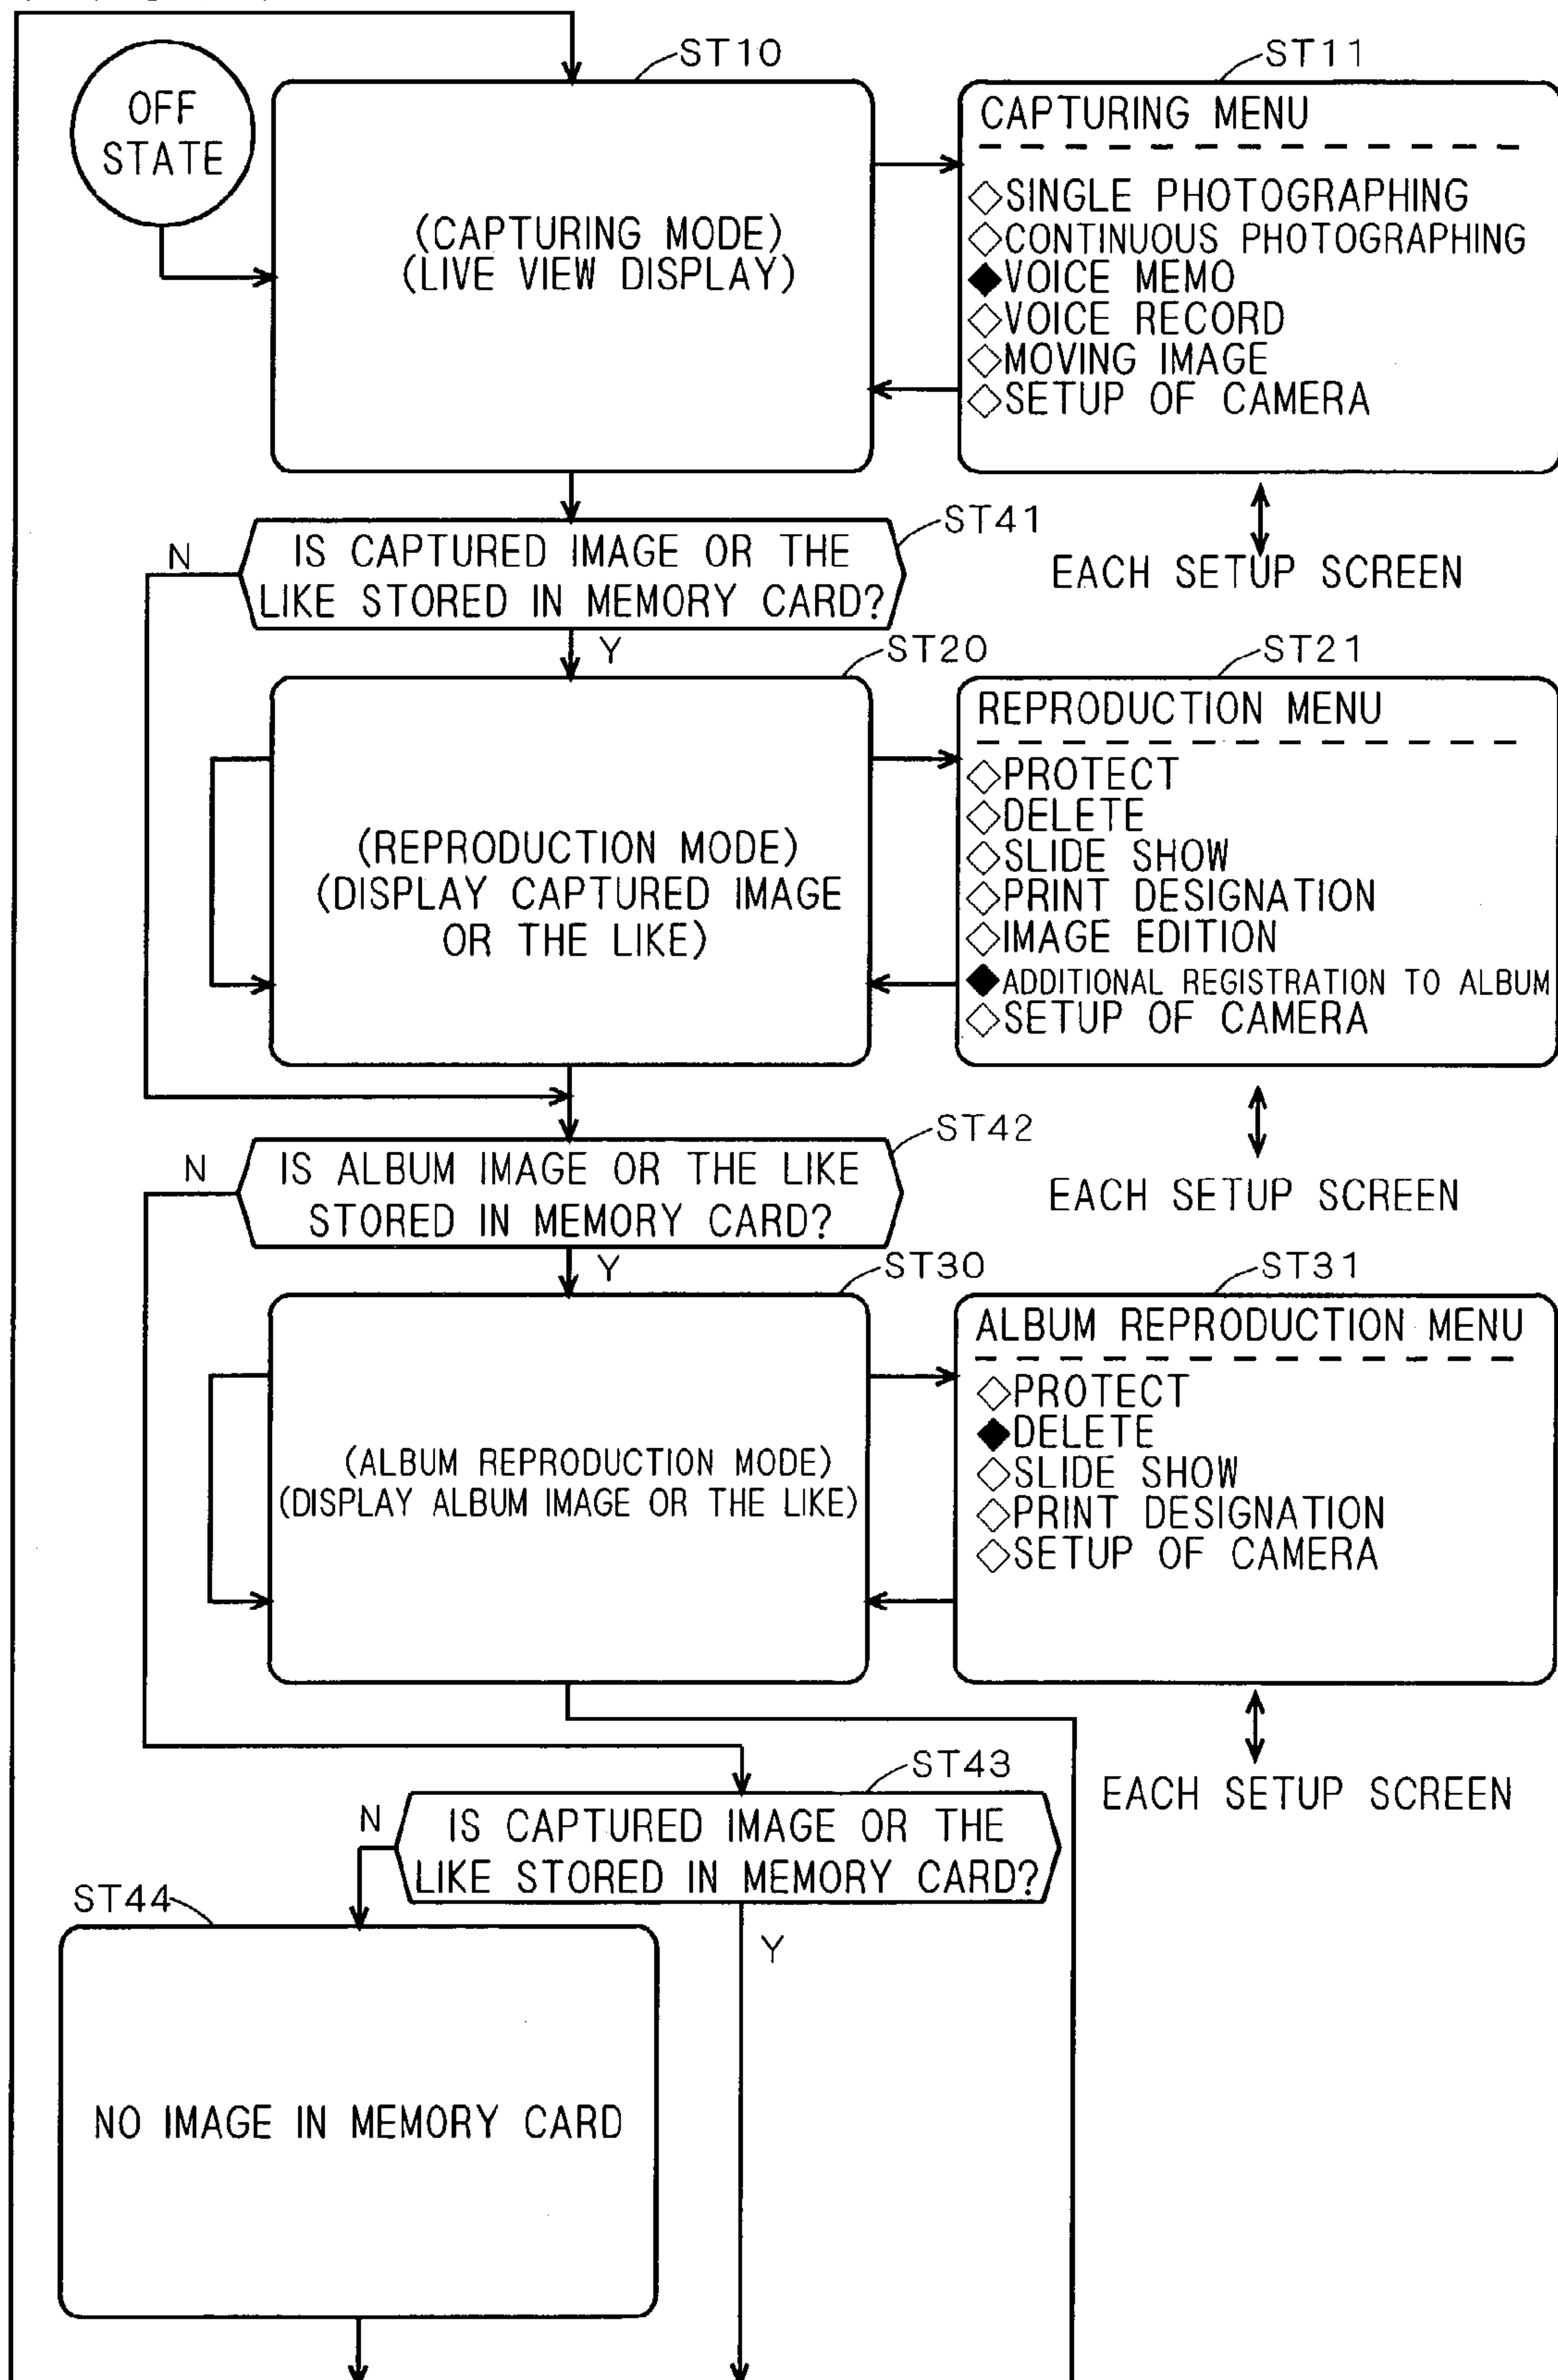 ST10
ST11
OFF
STATE
(CAPTURING MODE)
(LIVE VIEW DISPLAY)
CAPTURING MENU
◇SINGLE PHOTOGRAPHING
◇CONTINUOUS PHOTOGRAPHING
◆VOICE MEMO
◇VOICE RECORD
◇MOVING IMAGE
◇SETUP OF CAMERA
EACH SETUP SCREEN
ST41
N
IS CAPTURED IMAGE OR THE
LIKE STORED IN MEMORY CARD?
Y
ST20
ST21
(REPRODUCTION MODE)
(DISPLAY CAPTURED IMAGE
OR THE LIKE)
REPRODUCTION MENU
◇PROTECT
◇DELETE
◇SLIDE SHOW
◇PRINT DESIGNATION
◇IMAGE EDITION
◆ADDITIONAL REGISTRATION TO ALBUM
◇SETUP OF CAMERA
EACH SETUP SCREEN
ST42
N
IS ALBUM IMAGE OR THE LIKE
STORED IN MEMORY CARD?
Y
ST30
ST31
(ALBUM REPRODUCTION MODE)
(DISPLAY ALBUM IMAGE OR THE LIKE)
ALBUM REPRODUCTION MENU
◇PROTECT
◆DELETE
◇SLIDE SHOW
◇PRINT DESIGNATION
◇SETUP OF CAMERA
EACH SETUP SCREEN
ST43
N
IS CAPTURED IMAGE OR THE
LIKE STORED IN MEMORY CARD?
Y
ST44
NO IMAGE IN MEMORY CARD